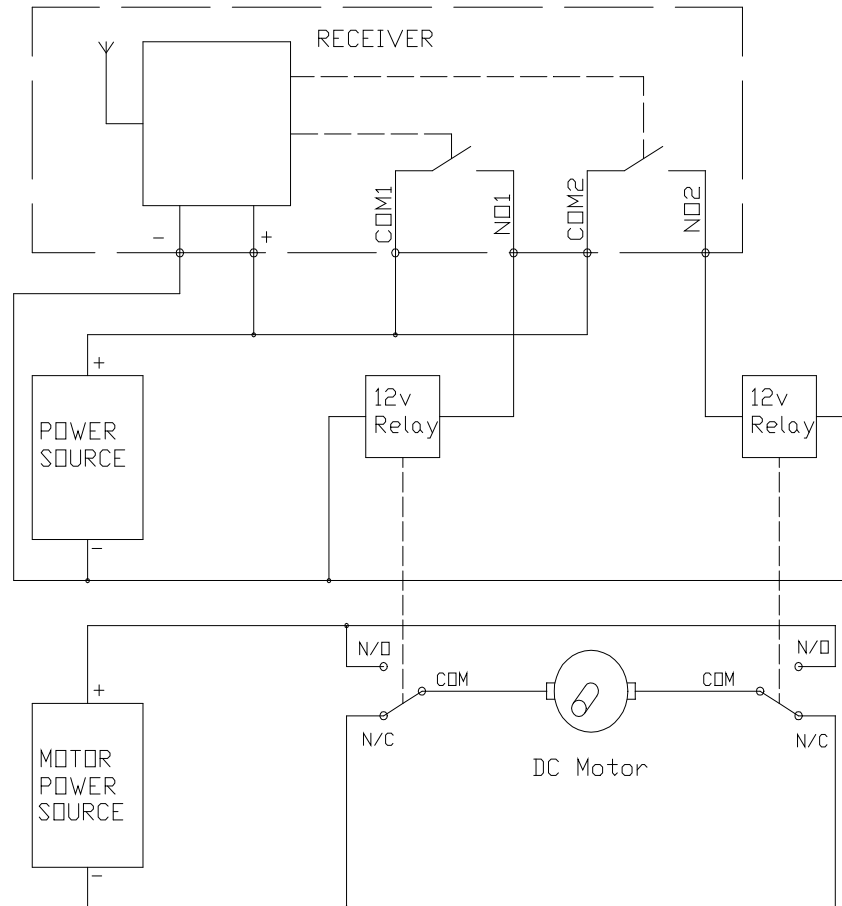 RECEIVER
COM1
NO1
COM2
NO2
-
+
+
12v
Relay
12v
Relay
POWER
SOURCE
-
N/O
N/O
+
COM
COM
N/C
N/C
MOTOR
POWER
SOURCE
DC Motor
-